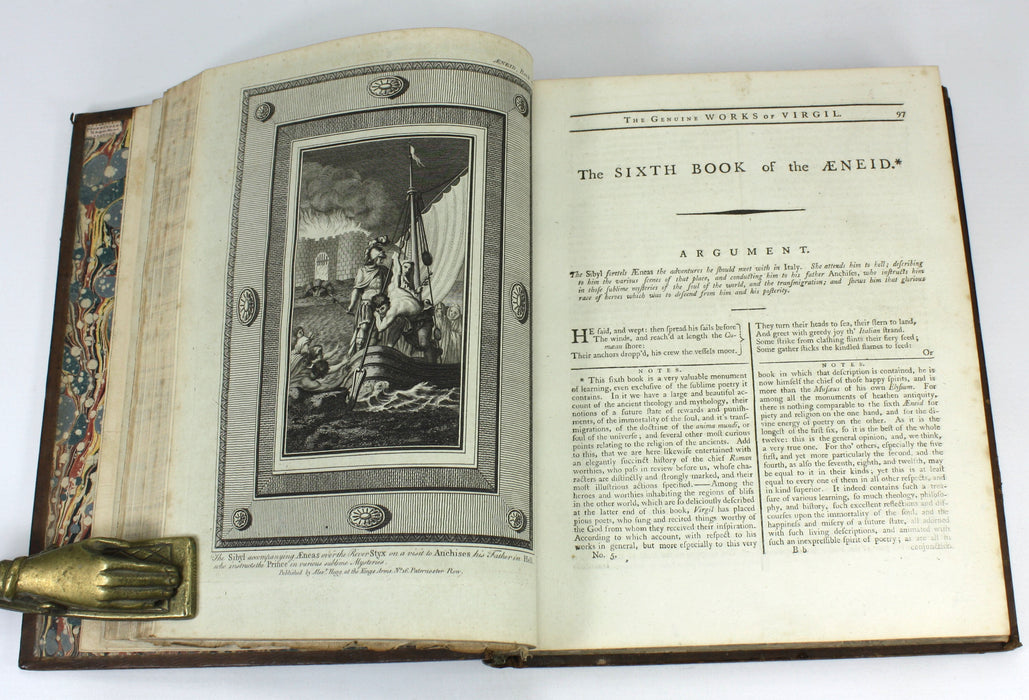 ÆNEID, Book
The Sibyl accompanying Æneas over the River Styx on a visit to Anchises his Father in Hell
who instructs the Prince in various sublime Mysteries.
Published by Alexr. Hogg at the Kings Arms No. 16 Paternoster Row.
The Genuine WORKS of VIRGIL. 97
The SIXTH BOOK of the ÆNEID.*
ARGUMENT.
The Sibyl foretels Æneas the adventures he ſhould meet with in Italy. She attends him to hell; deſcribing
to him the various ſcenes of that place, and conducting him to his father Anchiſes, who inſtructs him
in thoſe ſublime myſteries of the ſoul of the world, and the tranſmigration; and ſhews him that glorious
race of heroes which was to deſcend from him and his poſterity.
HE ſaid, and wept: then ſpread his ſails before
The winds, and reach'd at length the Cu-
mæan ſhore:
Their anchors dropp'd, his crew the veſſels moor.
They turn their heads to ſea, their ſtern to land,
And greet with greedy joy th' Italian ſtrand.
Some ſtrike from claſhing flints their fiery ſeed;
Some gather ſticks the kindled flames to feed:
Or
NOTES.
* This ſixth book is a very valuable monument
of learning, even excluſive of the ſublime poetry it
contains. In it we have a large and beautiful ac-
count of the ancient theology and mythology, their
notions of a future ſtate of rewards and puniſh-
ments, of the immortality of the ſoul, and it's tranſ-
migrations, of the doctrine of the anima mundi, or
ſoul of the univerſe; and ſeveral other moſt curious
points relating to the religion of the ancients. Add
to this, that we are here likewiſe entertained with
an elegantly ſuccinct hiſtory of the chief Roman
worthies, who paſs in review before us, whoſe cha-
racters are diſtinctly and ſtrongly marked, and their
moſt illuſtrious actions ſpecified.——Among the
heroes and worthies inhabiting the regions of bliſs
in the other world, which are ſo deliciouſly deſcribed
at the latter end of this book, Virgil has placed
pious poets, who ſung and recited things worthy of
the God from whom they received their inſpiration.
According to which account, with reſpect to his
works in general, but more eſpecially to this very
No. 5.
NOTES.
book in which that deſcription is contained, he is
now himſelf the chief of thoſe happy ſpirits, and is
more than the Muſæus of his own Elyſium. For
among all the monuments of heathen antiquity,
there is nothing comparable to the ſixth Æneid for
piety and religion on the one hand, and for the di-
vine energy of poetry on the other. As it is the
longeſt of the firſt ſix, ſo it is the beſt of the whole
twelve: this is the general opinion, and, we think,
a very true one. For tho' others, eſpecially the five
firſt, and yet more particularly the ſecond, and the
fourth, as alſo the ſeventh, eighth, and twelfth, may
be equal to it in their kinds; yet this is at leaſt
equal to every one of them in all other reſpects, and
in kind ſuperior. It indeed contains ſuch a trea-
ſure of various learning, ſo much theology, philoſo-
phy, and hiſtory, ſuch excellent reflections and diſ-
courſes upon the immortality of the ſoul, and the
happineſs and miſery of a future ſtate, all adorned
with ſuch lively deſcriptions, and animated with
ſuch an inexpreſſible ſpirit of poetry; as are all in
B b conjunction